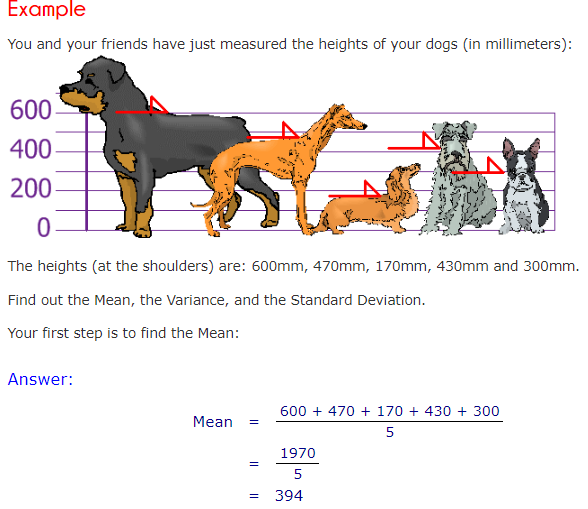 Example
You and your friends have just measured the heights of your dogs (in millimeters):
600
400
200
0
The heights (at the shoulders) are: 600mm, 470mm, 170mm, 430mm and 300mm.
Find out the Mean, the Variance, and the Standard Deviation.
Your first step is to find the Mean:
Answer:
600 + 470 + 170 + 430 + 300
Mean =
5
1970
=
5
= 394